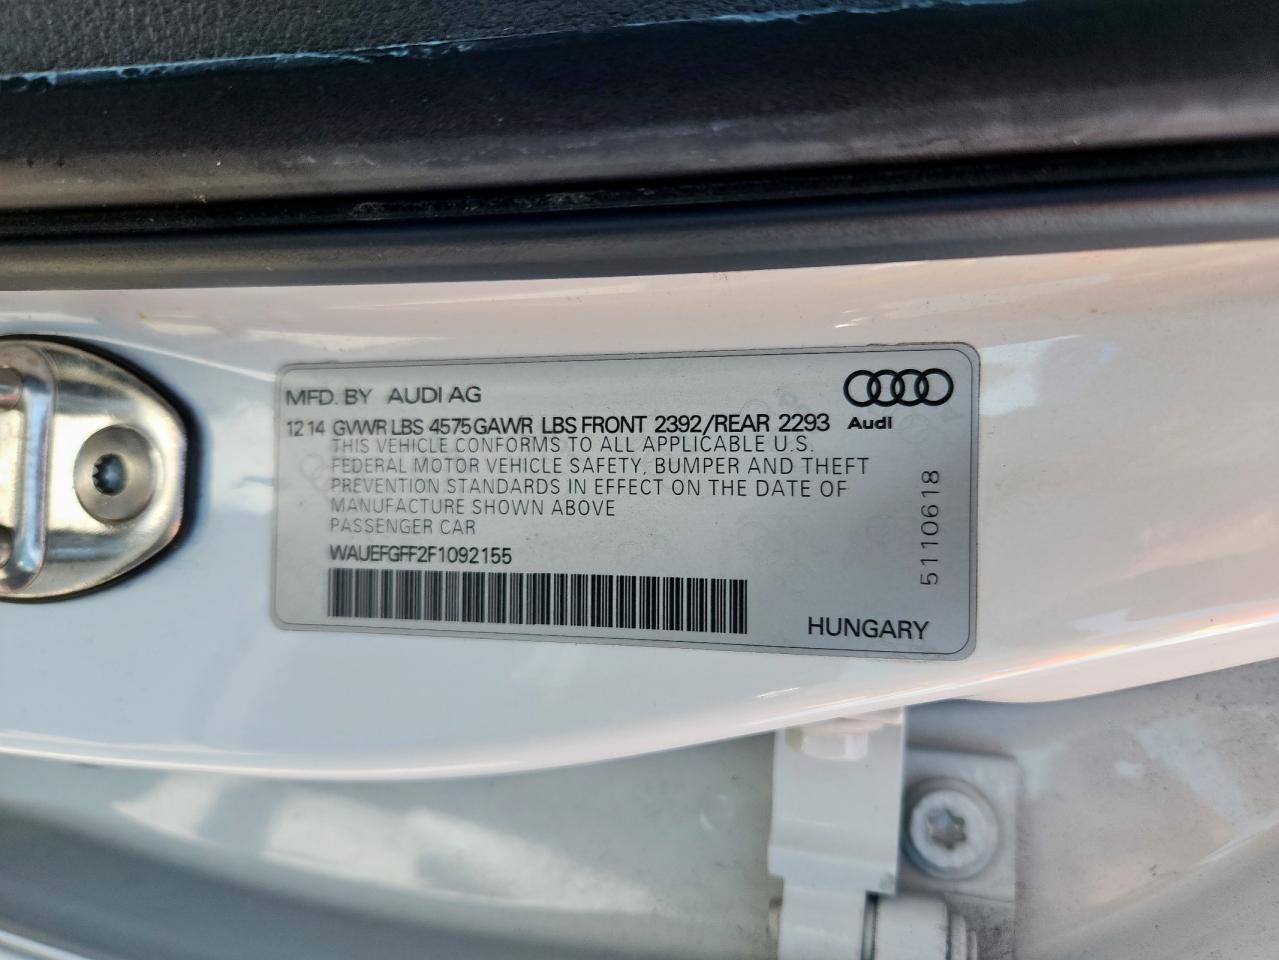 MFD. BY AUDI AG
12 14 GVWR LBS 4575 GAWR LBS FRONT 2392/REAR 2293
Audi
THIS VEHICLE CONFORMS TO ALL APPLICABLE U.S.
FEDERAL MOTOR VEHICLE SAFETY, BUMPER AND THEFT
PREVENTION STANDARDS IN EFFECT ON THE DATE OF
MANUFACTURE SHOWN ABOVE
PASSENGER CAR
WAUEFGFF2F1092155
5110618
HUNGARY